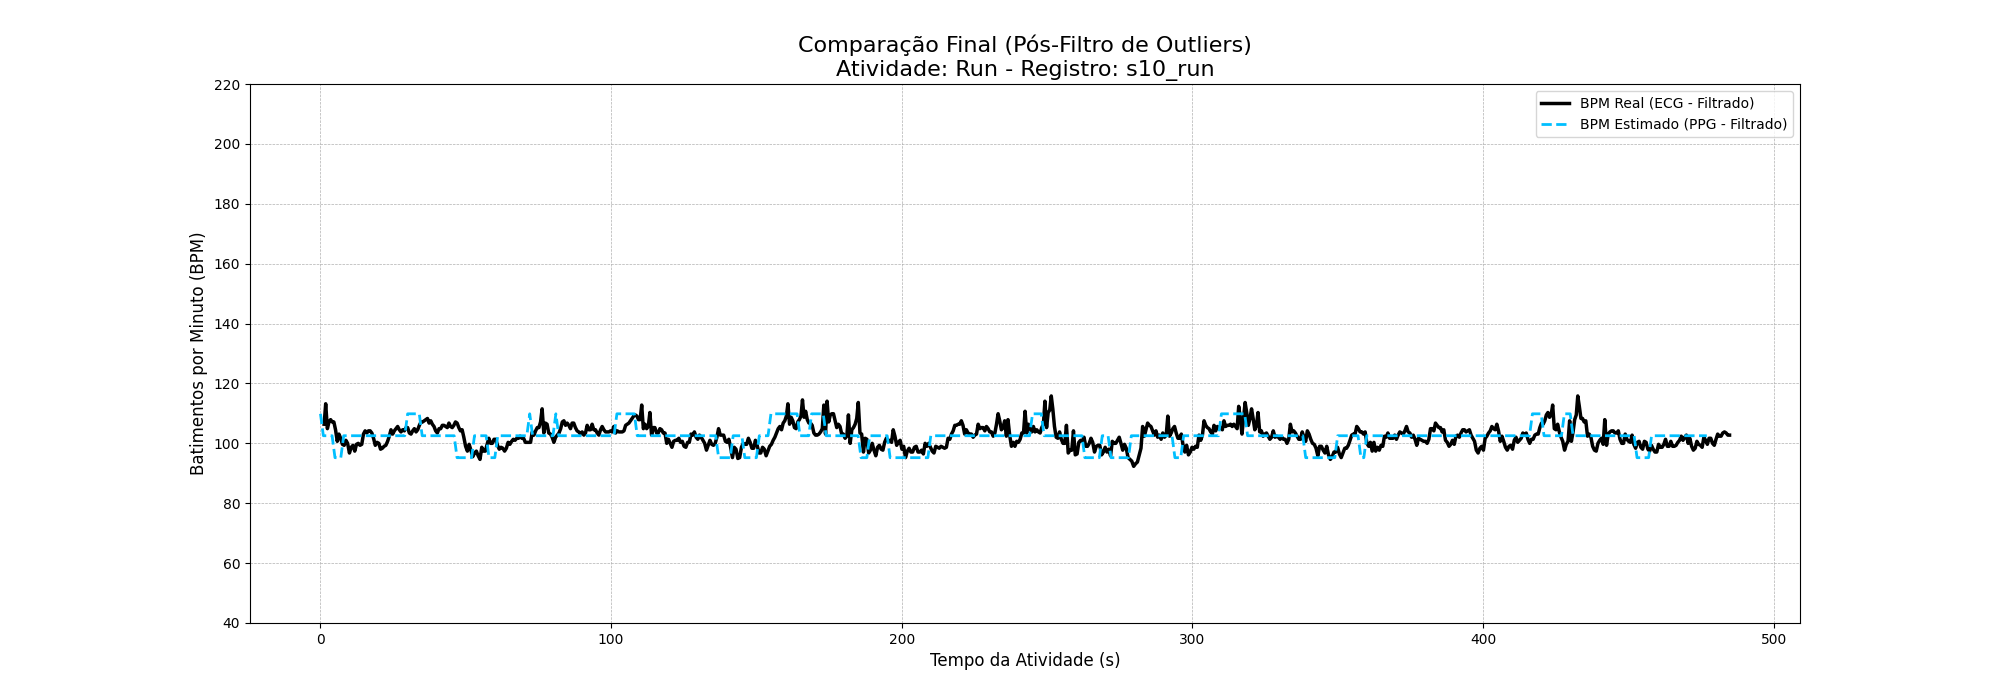 Comparação Final (Pós-Filtro de Outliers)
Atividade: Run - Registro: s10_run
BPM Real (ECG - Filtrado)
BPM Estimado (PPG - Filtrado)
Batimentos por Minuto (BPM)
220
200
180
160
140
120
100
80
60
40
0
100
200
300
400
500
Tempo da Atividade (s)